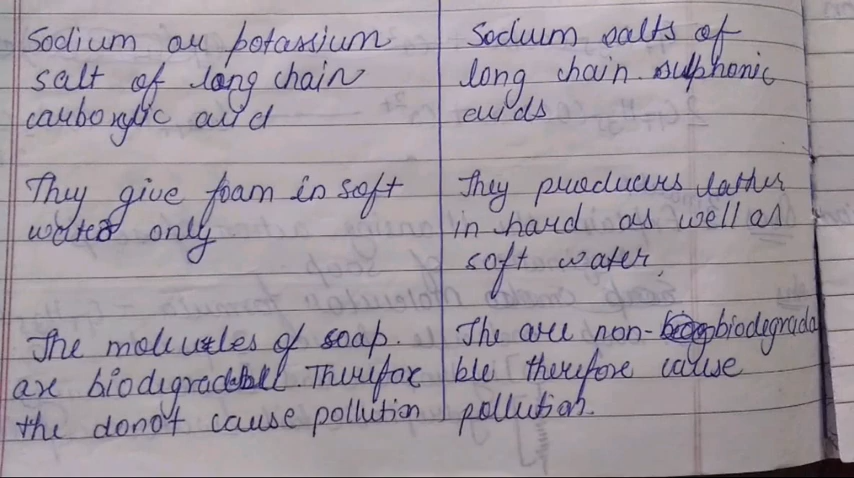 Sodium or potassium
salt of long chain
carboxylic acid
They give foam in soft
water only
The molecules of soap.
are biodegradable. Therefor
the donot cause pollution
Sodium salts of
long chain sulphonic
acids
They producers lather
in hard as well as
soft water.
The are non-biodegrada
ble therefore cause
pollution.